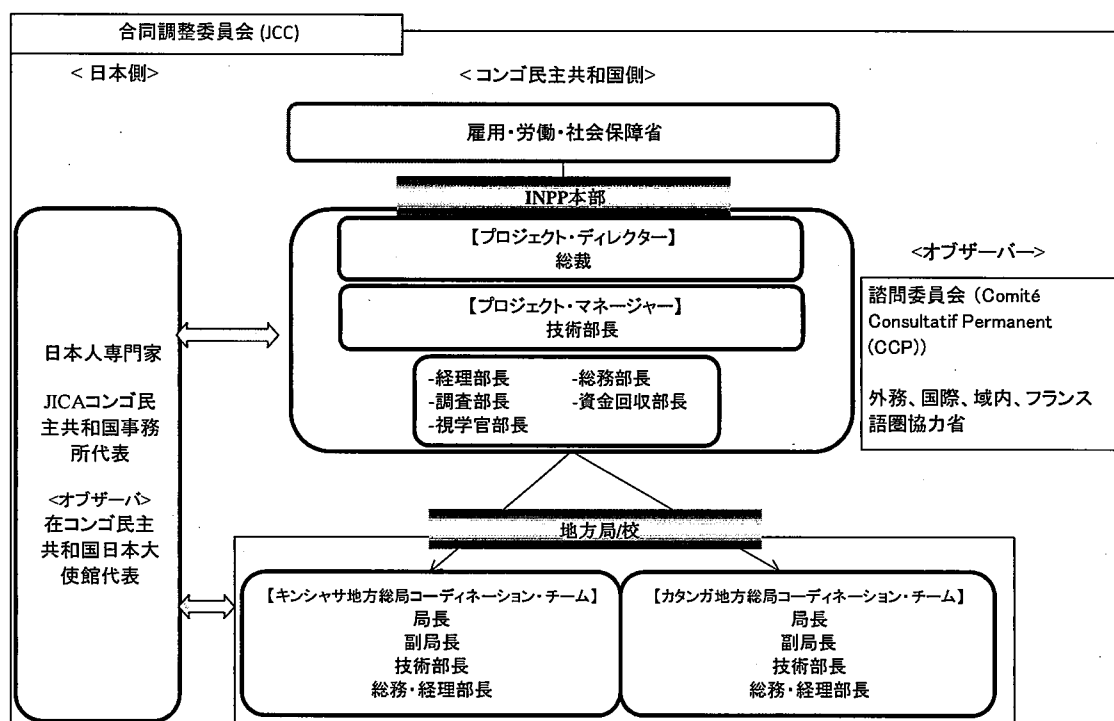 合同調整委員会 (JCC)
< 日本側 >
<コンゴ民主共和国側>
雇用・労働・社会保障省
INPP本部
【プロジェクト・ディレクター】
総裁
【プロジェクト・マネージャー】
技術部長
-経理部長 -総務部長
-調査部長 -資金回収部長
-視学官部長
<オブザーバー>
諮問委員会 (Comité
Consultatif Permanent
(CCP))
外務、国際、域内、フランス
語圏協力省
日本人専門家
JICAコンゴ民
主共和国事務
所代表
<オブザーバ>
在コンゴ民主
共和国日本大
使館代表
地方局/校
【キンシャサ地方総局コーディネーション・チーム】
局長
副局長
技術部長
総務・経理部長
【カタンガ地方総局コーディネーション・チーム】
局長
副局長
技術部長
総務・経理部長